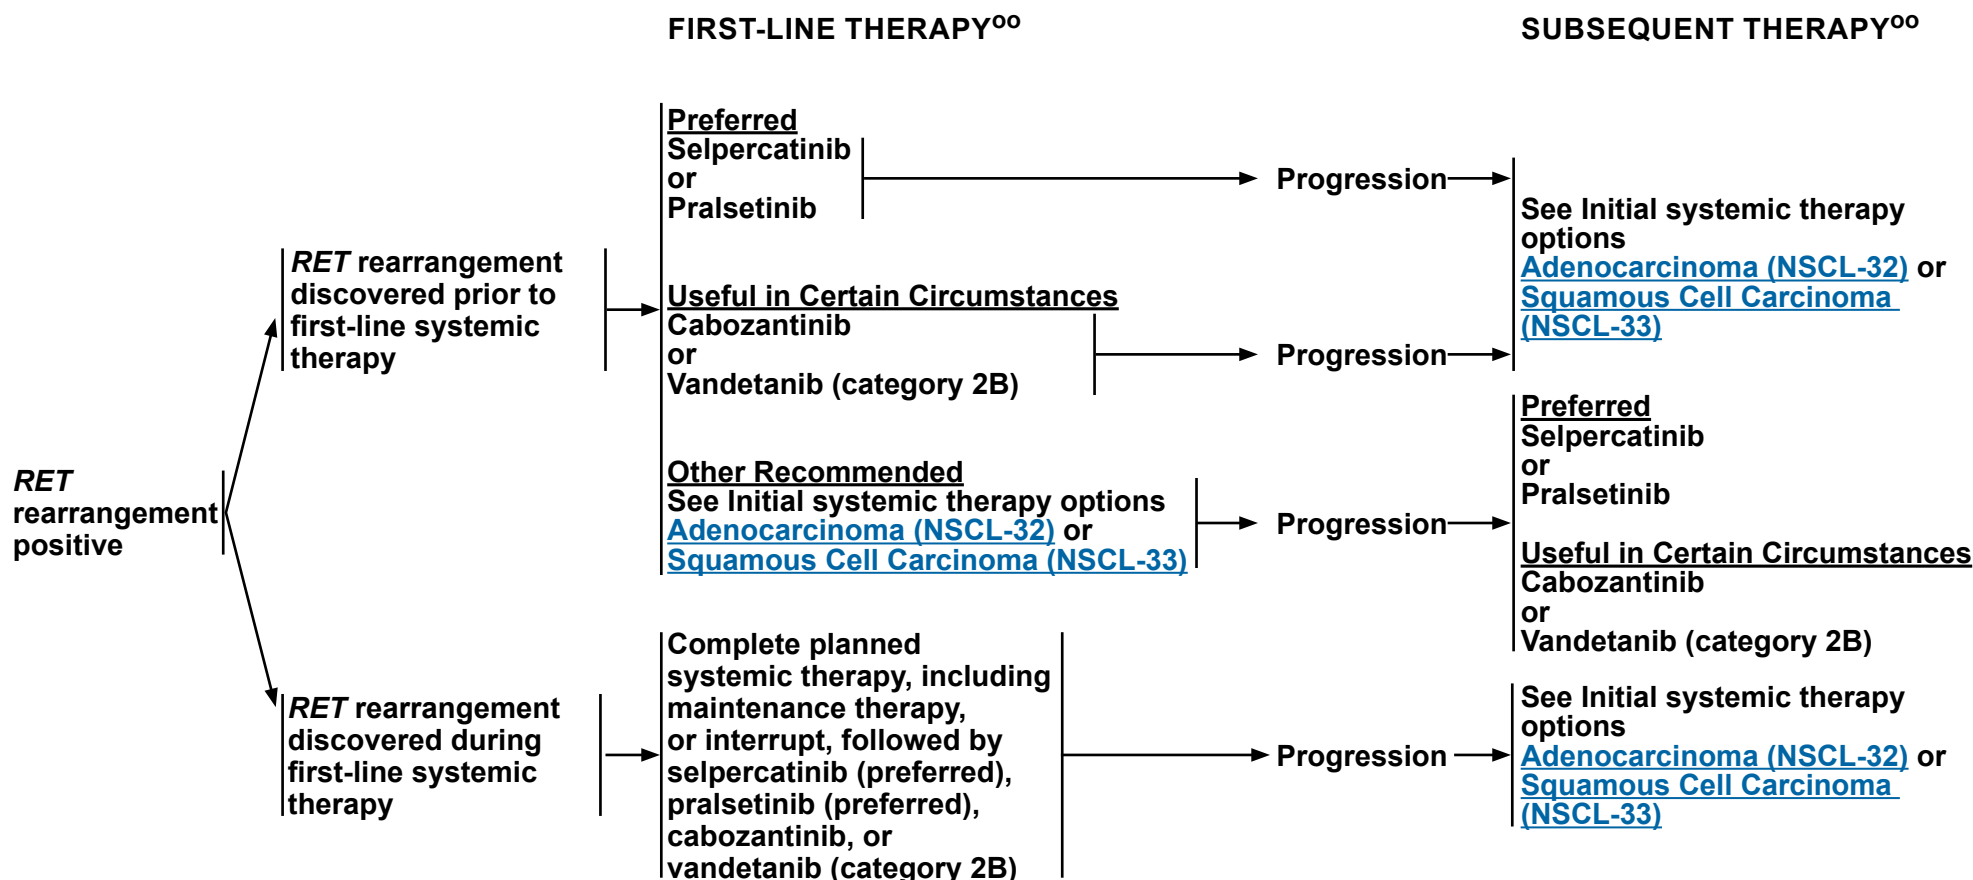 FIRST-LINE THERAPYoo
SUBSEQUENT THERAPYoo
RET
rearrangement
positive
RET rearrangement
discovered prior to
first-line systemic
therapy
Preferred
Selpercatinib
or
Pralsetinib
Progression
Useful in Certain Circumstances
Cabozantinib
or
Vandetanib (category 2B)
Progression
See Initial systemic therapy
options
Adenocarcinoma (NSCL-32) or
Squamous Cell Carcinoma
(NSCL-33)
Other Recommended
See Initial systemic therapy options
Adenocarcinoma (NSCL-32) or
Squamous Cell Carcinoma (NSCL-33)
Progression
Preferred
Selpercatinib
or
Pralsetinib
Useful in Certain Circumstances
Cabozantinib
or
Vandetanib (category 2B)
RET rearrangement
discovered during
first-line systemic
therapy
Complete planned
systemic therapy, including
maintenance therapy,
or interrupt, followed by
selpercatinib (preferred),
pralsetinib (preferred),
cabozantinib, or
vandetanib (category 2B)
Progression
See Initial systemic therapy
options
Adenocarcinoma (NSCL-32) or
Squamous Cell Carcinoma
(NSCL-33)